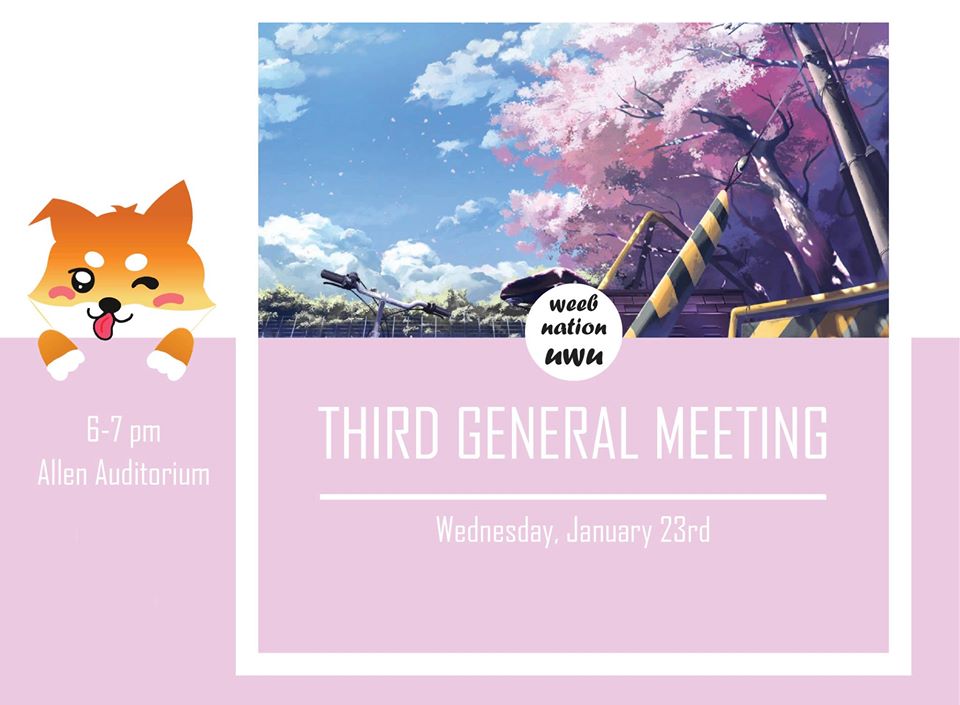 weeb
nation
uwu
THIRD GENERAL MEETING
Wednesday, January 23rd
6-7 pm
Allen Auditorium